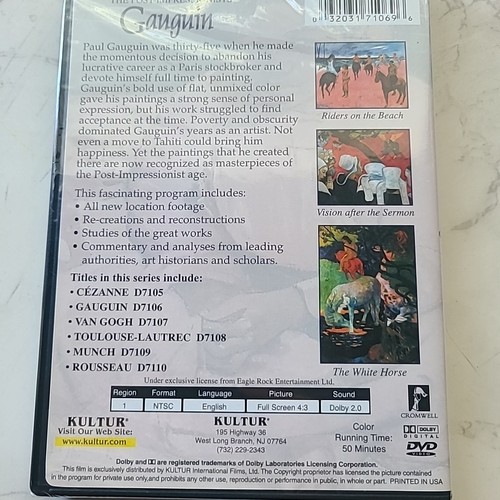 Gauguin
0 32031 71069 6
Paul Gauguin was thirty-five when he made
the momentous decision to abandon his
lucrative career as a Paris stockbroker and
devote himself full time to painting.
Gauguin's bold use of flat, unmixed color
gave his paintings a strong sense of personal
expression, but his work struggled to find
acceptance at the time. Poverty and obscurity
dominated Gauguin's years as an artist. Not
even a move to Tahiti could bring him
happiness. Yet the paintings that he created
there are now recognized as masterpieces of
the Post-Impressionist age.
This fascinating program includes:
• All new location footage
• Re-creations and reconstructions
• Studies of the great works
• Commentary and analyses from leading
authorities, art historians and scholars.
Titles in this series include:
• CÉZANNE D7105
• GAUGUIN D7106
• VAN GOGH D7107
• TOULOUSE-LAUTREC D7108
• MUNCH D7109
• ROUSSEAU D7110
Riders on the Beach
Vision after the Sermon
The White Horse
Under exclusive license from Eagle Rock Entertainment Ltd.
Region Format Language Picture Sound
1 NTSC English Full Screen 4:3 Dolby 2.0
CROMWELL
KULTUR
Visit Our Web Site:
www.kultur.com
KULTUR
195 Highway 36
West Long Branch, NJ 07764
(732) 229-2343
Color
Running Time:
50 Minutes
DOLBY
DIGITAL
DVD
VIDEO
Dolby and are registered trademarks of Dolby Laboratories Licensing Corporation.
This film is exclusively distributed by KULTUR International Films, Ltd. The Copyright proprietor has licensed the picture contained
in the program for private use only, and prohibits any other use, reproduction or public performance in whole or in part. PRINTED IN USA